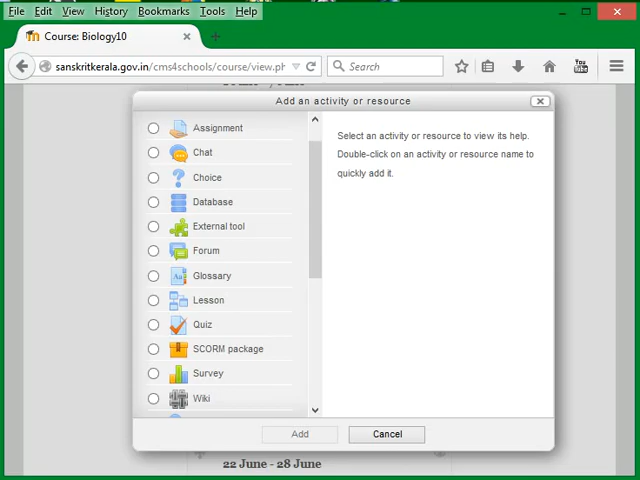 File Edit View History Bookmarks Tools Help
Course: Biology10
sanskritkerala.gov.in/cms4schools/course/view.ph
Search
You
Add an activity or resource
Assignment
Chat
Choice
Database
External tool
Forum
Glossary
Lesson
Quiz
SCORM package
Survey
Wiki
Select an activity or resource to view its help.
Double-click on an activity or resource name to
quickly add it.
Add
Cancel
22 June - 28 June